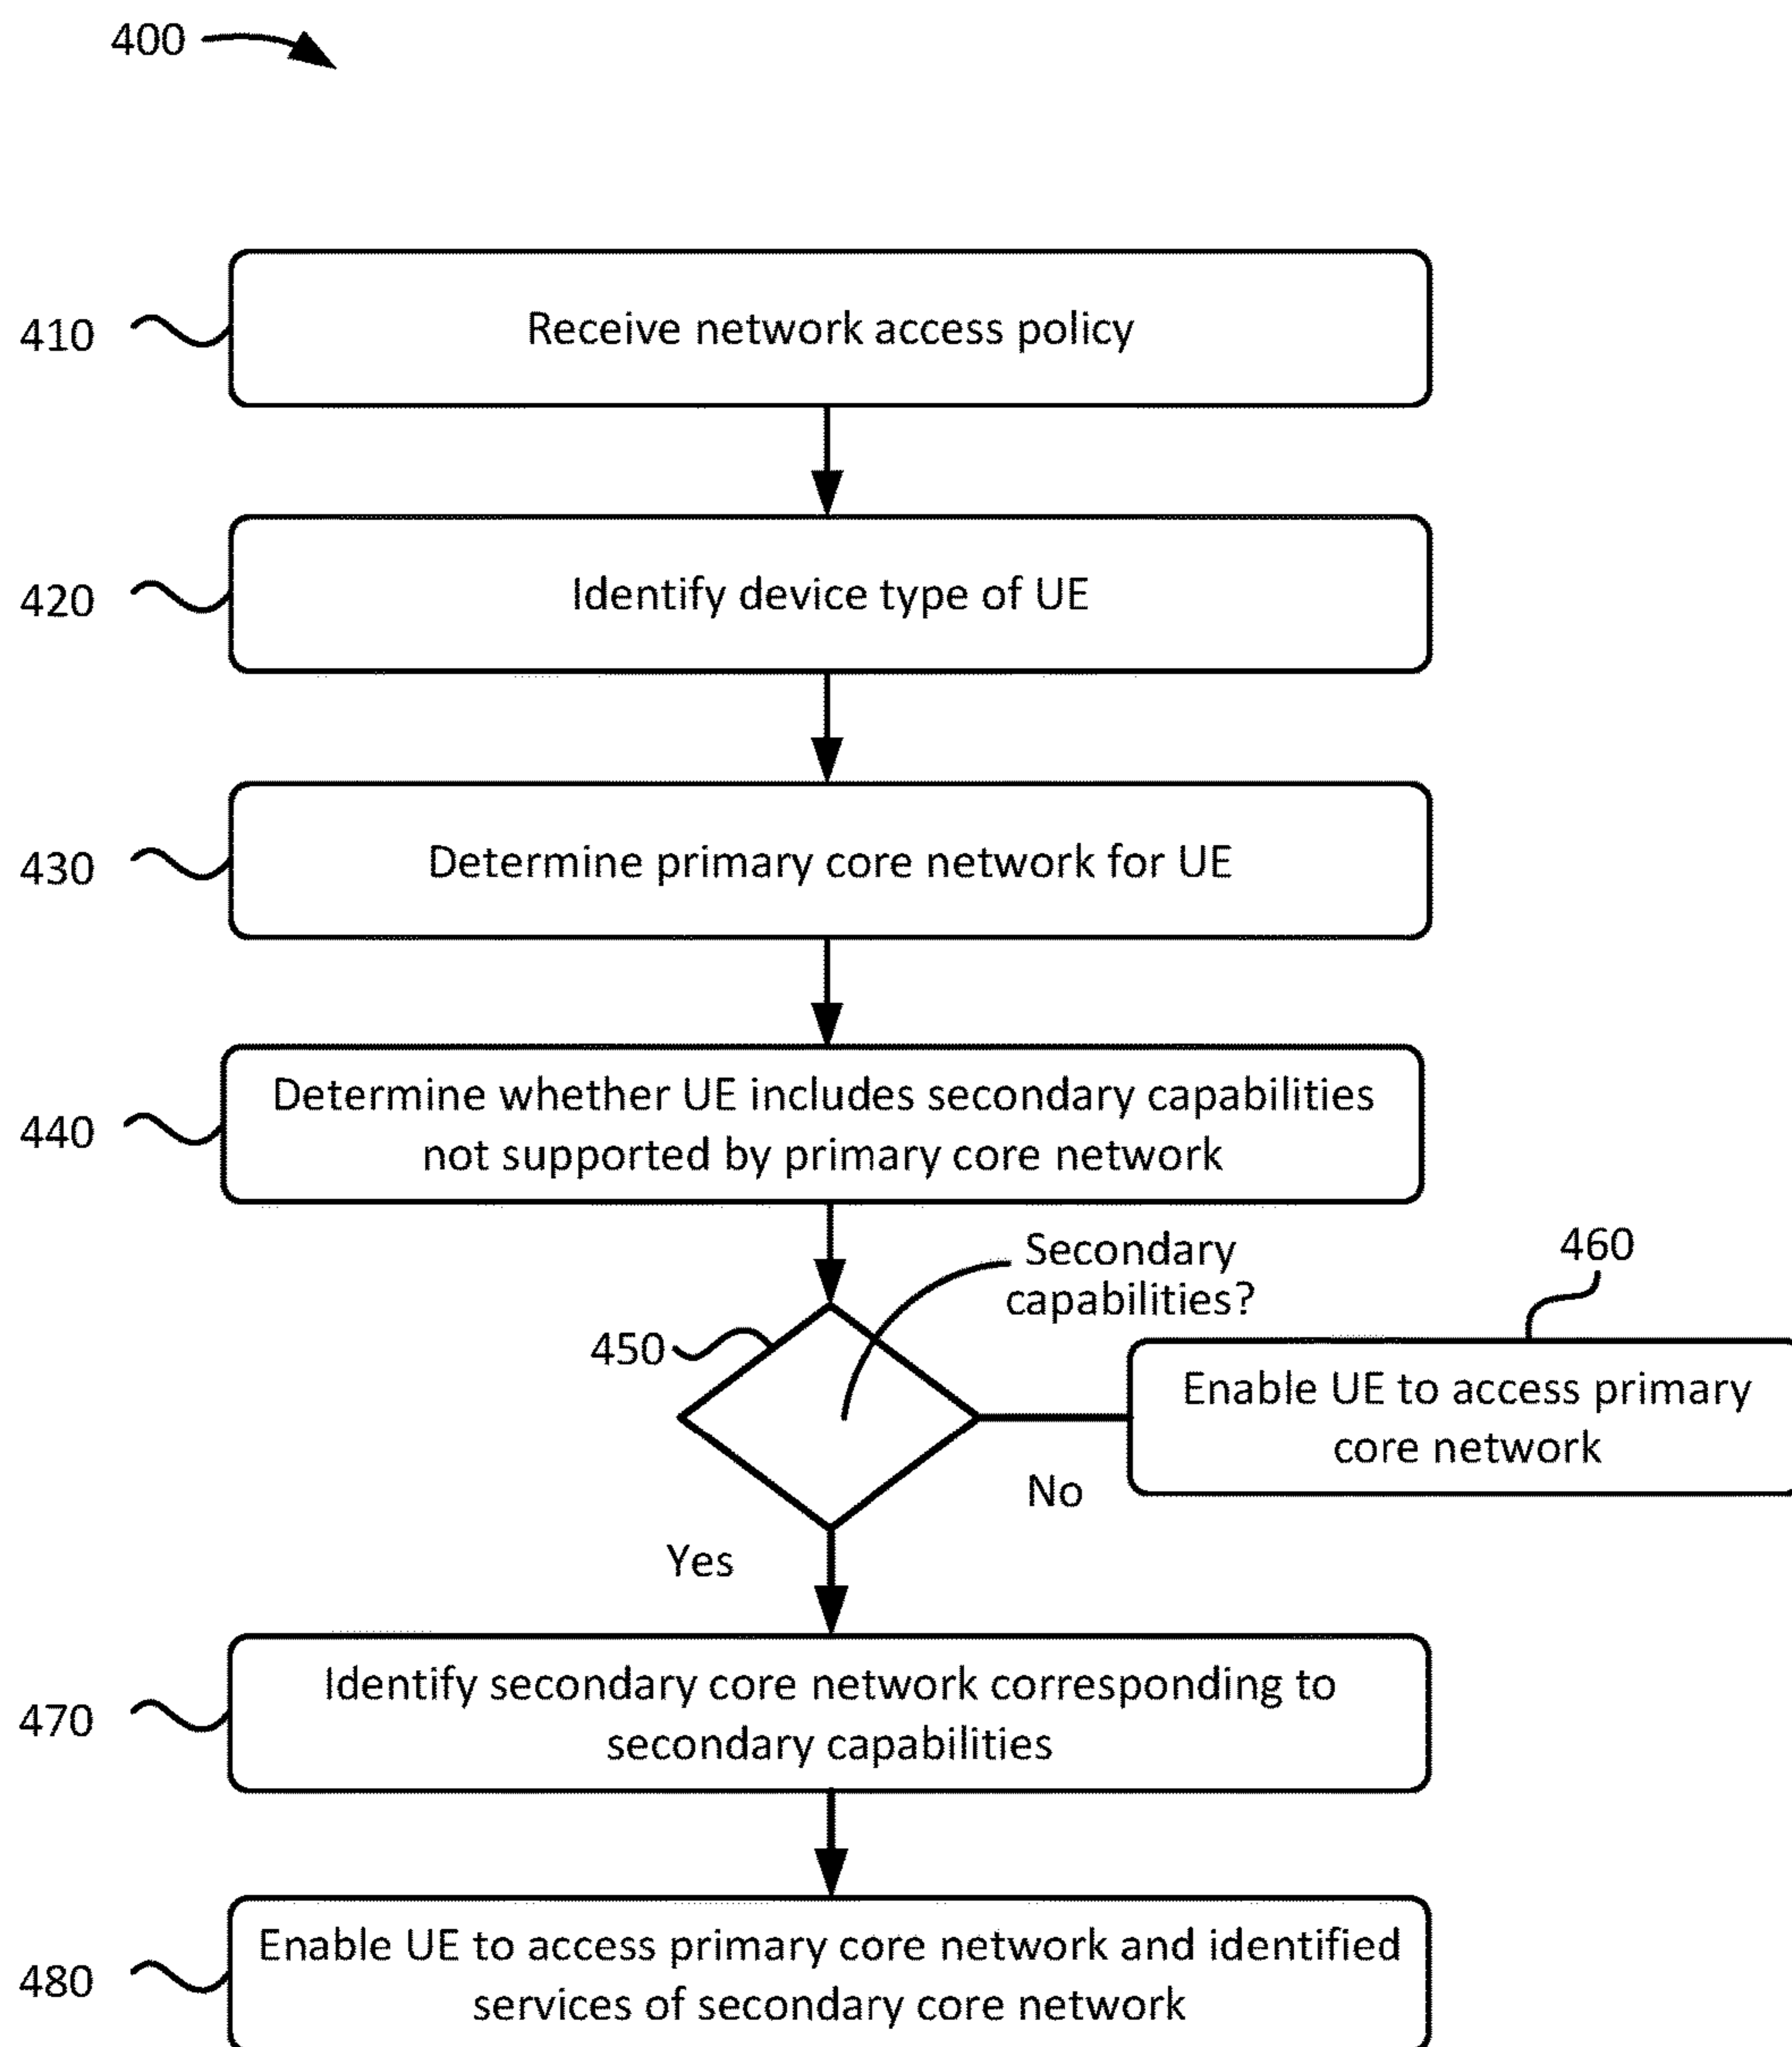 400
410
Receive network access policy
420
Identify device type of UE
430
Determine primary core network for UE
440
Determine whether UE includes secondary capabilities
not supported by primary core network
Secondary
capabilities?
450
460
Enable UE to access primary
core network
No
Yes
470
Identify secondary core network corresponding to
secondary capabilities
480
Enable UE to access primary core network and identified
services of secondary core network